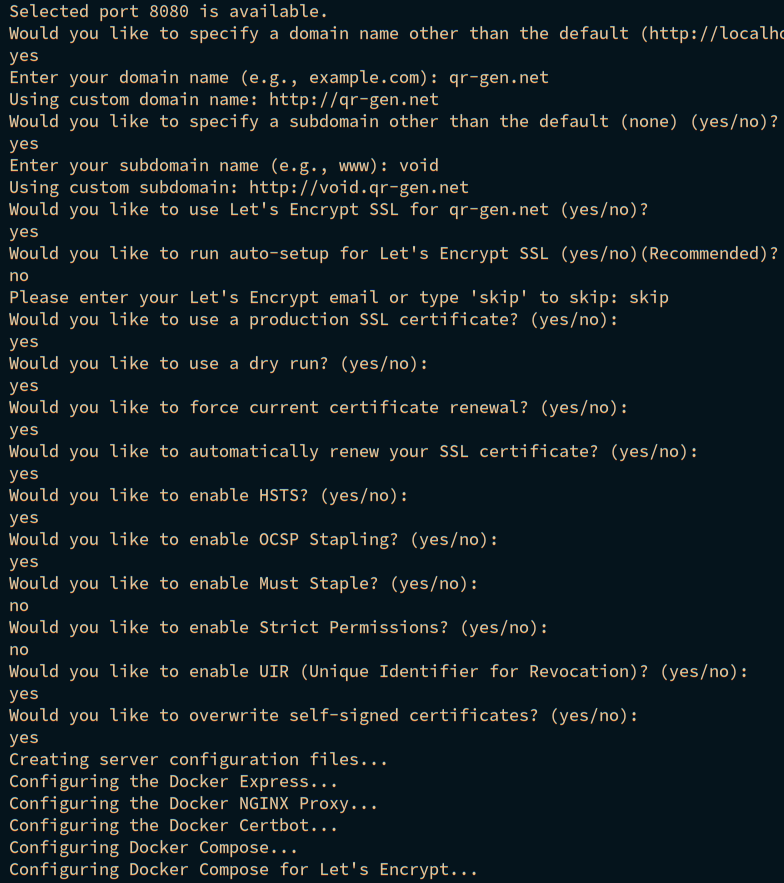 Selected port 8080 is available.
Would you like to specify a domain name other than the default (http://localho
yes
Enter your domain name (e.g., example.com): qr-gen.net
Using custom domain name: http://qr-gen.net
Would you like to specify a subdomain other than the default (none) (yes/no)?
yes
Enter your subdomain name (e.g., www): void
Using custom subdomain: http://void.qr-gen.net
Would you like to use Let's Encrypt SSL for qr-gen.net (yes/no)?
yes
Would you like to run auto-setup for Let's Encrypt SSL (yes/no)(Recommended)?
no
Please enter your Let's Encrypt email or type 'skip' to skip: skip
Would you like to use a production SSL certificate? (yes/no):
yes
Would you like to use a dry run? (yes/no):
yes
Would you like to force current certificate renewal? (yes/no):
yes
Would you like to automatically renew your SSL certificate? (yes/no):
yes
Would you like to enable HSTS? (yes/no):
yes
Would you like to enable OCSP Stapling? (yes/no):
yes
Would you like to enable Must Staple? (yes/no):
no
Would you like to enable Strict Permissions? (yes/no):
no
Would you like to enable UIR (Unique Identifier for Revocation)? (yes/no):
yes
Would you like to overwrite self-signed certificates? (yes/no):
yes
Creating server configuration files...
Configuring the Docker Express...
Configuring the Docker NGINX Proxy...
Configuring the Docker Certbot...
Configuring Docker Compose...
Configuring Docker Compose for Let's Encrypt...